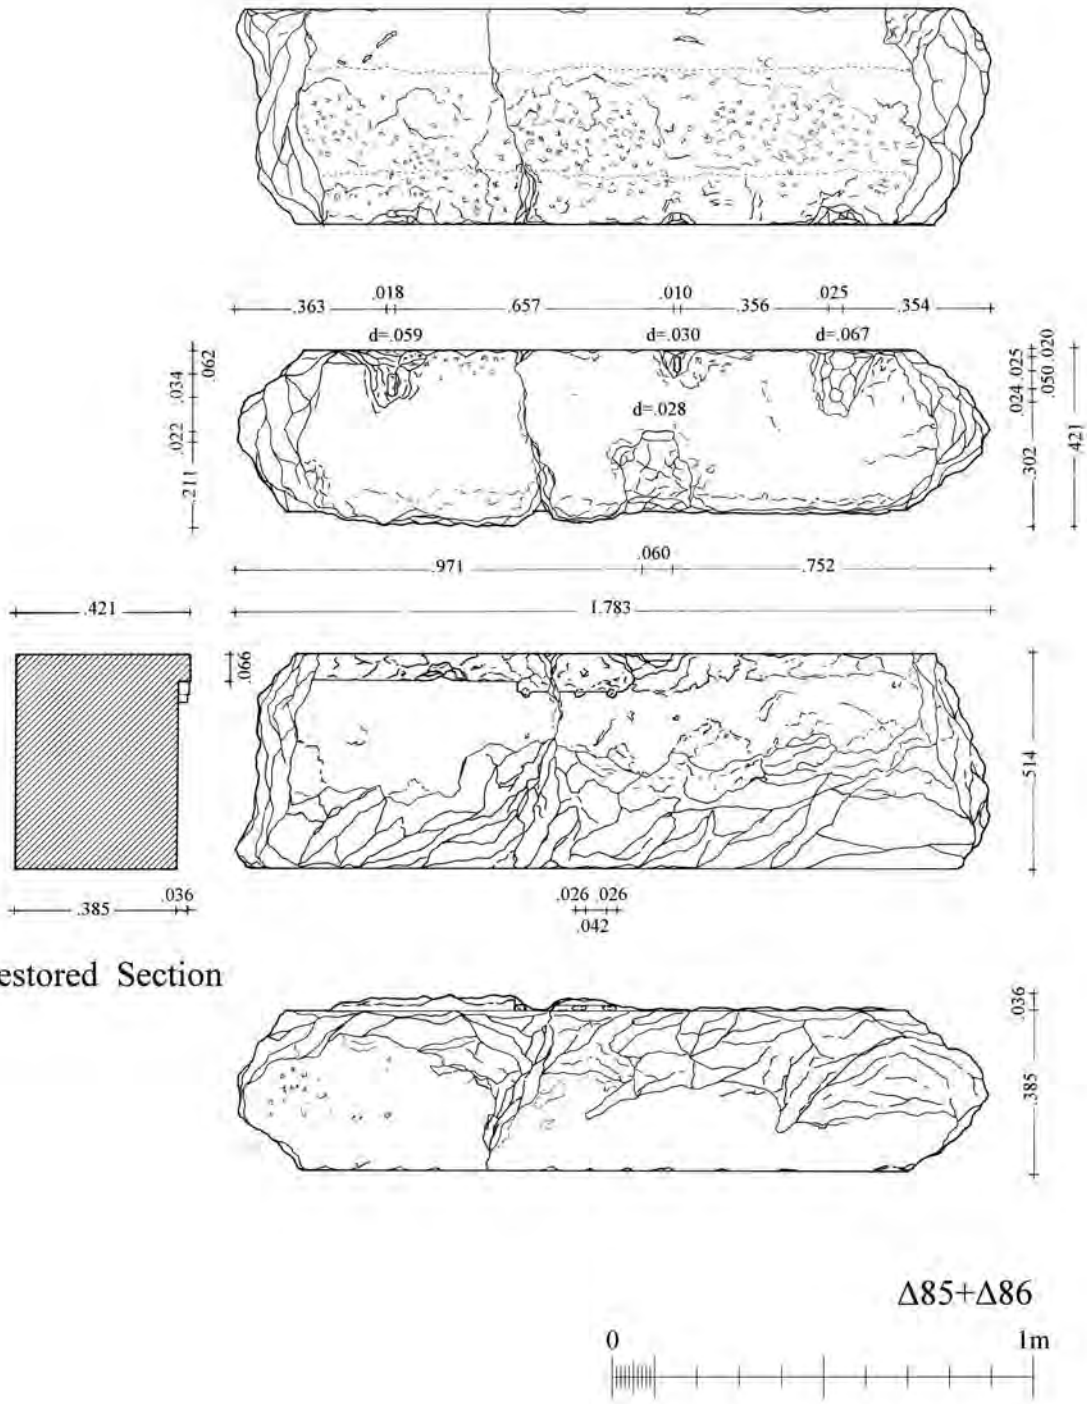 SC
.018 .010 .025
.363 .657 .356 .354
d=.059 d=.030 d=.067
.062
.034
.022
.211
d=.028
.020
.025
.050
.024
.302
.421
.060
.971 .752
.421 1.783
.066
.514
.036 .026 .026
.385 .042
estored Section
.036
.385
Δ85+Δ86
0 1m